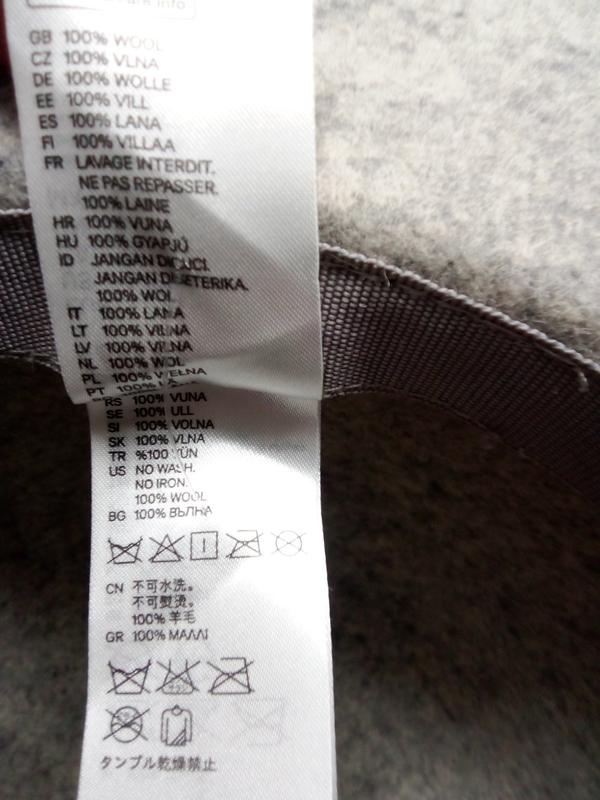 GB 100% WOOL
CZ 100% VLNA
DE 100% WOLLE
EE 100% VILL
ES 100% LANA
FI 100% VILLAA
FR LAVAGE INTERDIT.
NE PAS REPASSER.
100% LAINE
HR 100% VUNA
HU 100% GYAPJÚ
ID JANGAN DICUCI.
JANGAN DISETERIKA.
100% WOL
IT 100% LANA
LT 100% VILNA
LV 100% VILNA
NL 100% WOL
PL 100% WEŁNA
PT 100%
RS 100% VUNA
SE 100% ULL
SI 100% VOLNA
SK 100% VLNA
TR %100 YÜN
US NO WASH.
NO IRON.
100% WOOL
BG 100% ВЪЛНА
CN 不可水洗。
不可熨烫。
100% 羊毛
GR 100% ΜΑΛΛΙ
タンブル乾燥禁止